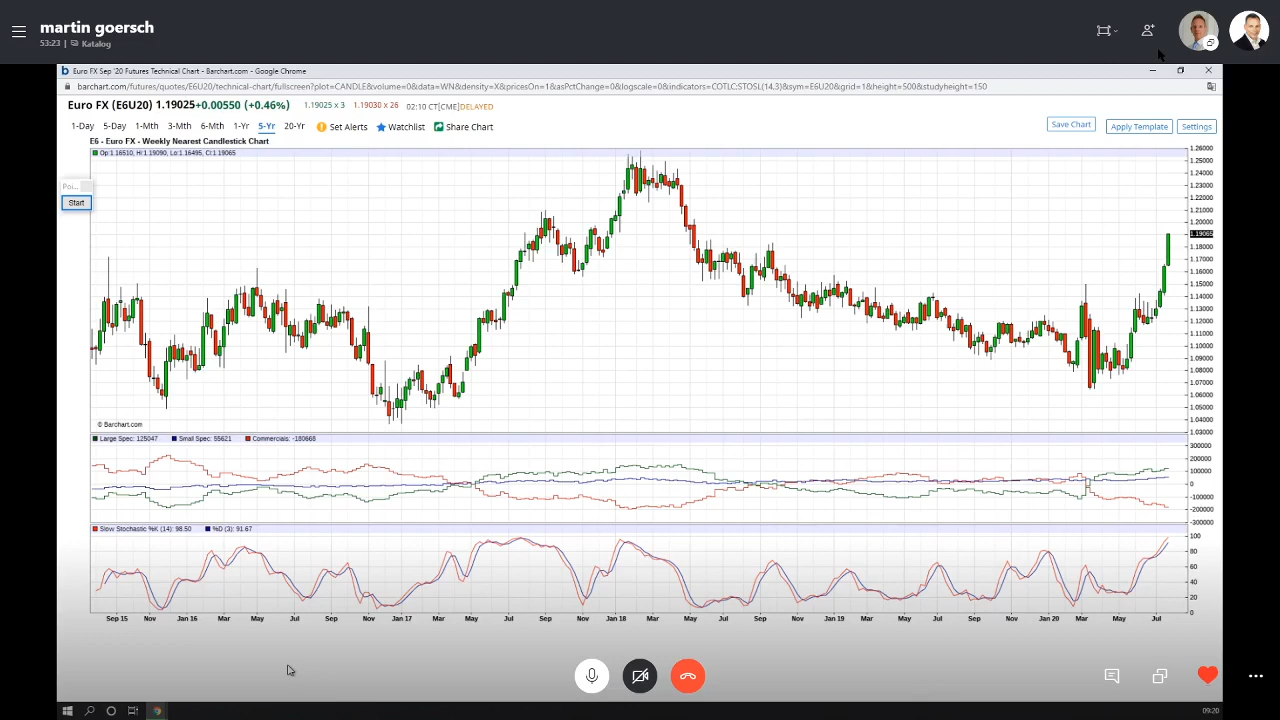 martin goersch
53:23 | Katalog
Euro FX Sep '20 Futures Technical Chart - Barchart.com - Google Chrome
barchart.com/futures/quotes/E6U20/technical-chart/fullscreen?plot=CANDLE&volume=0&data=WN&density=X&pricesOn=1&asPctChange=0&logscale=0&indicators=COTLC;STOSL(14,3)&sym=E6U20&grid=1&height=500&studyheight=150
Euro FX (E6U20) 1.19025 +0.00550 (+0.46%) 1.19025 x 3 1.19030 x 26 02:10 CT [CME] DELAYED
1-Day 5-Day 1-Mth 3-Mth 6-Mth 1-Yr 5-Yr 20-Yr Set Alerts Watchlist Share Chart Save Chart Apply Template Settings
E6 - Euro FX - Weekly Nearest Candlestick Chart
Op:1.16510, Hi:1.19090, Lo:1.16495, Cl:1.19065
Poi...
Start
1.26000
1.25000
1.24000
1.23000
1.22000
1.21000
1.20000
1.19065
1.18000
1.17000
1.16000
1.15000
1.14000
1.13000
1.12000
1.11000
1.10000
1.09000
1.08000
1.07000
1.06000
1.05000
1.04000
1.03000
© Barchart.com
Large Spec: 125047 Small Spec: 55621 Commercials: -180668
300000
200000
100000
0
-100000
-200000
-300000
Slow Stochastic %K (14): 98.50 %D (3): 91.67
100
80
60
40
20
0
Sep 15 Nov Jan 16 Mar May Jul Sep Nov Jan 17 Mar May Jul Sep Nov Jan 18 Mar May Jul Sep Nov Jan 19 Mar May Jul Sep Nov Jan 20 Mar May Jul
09:20